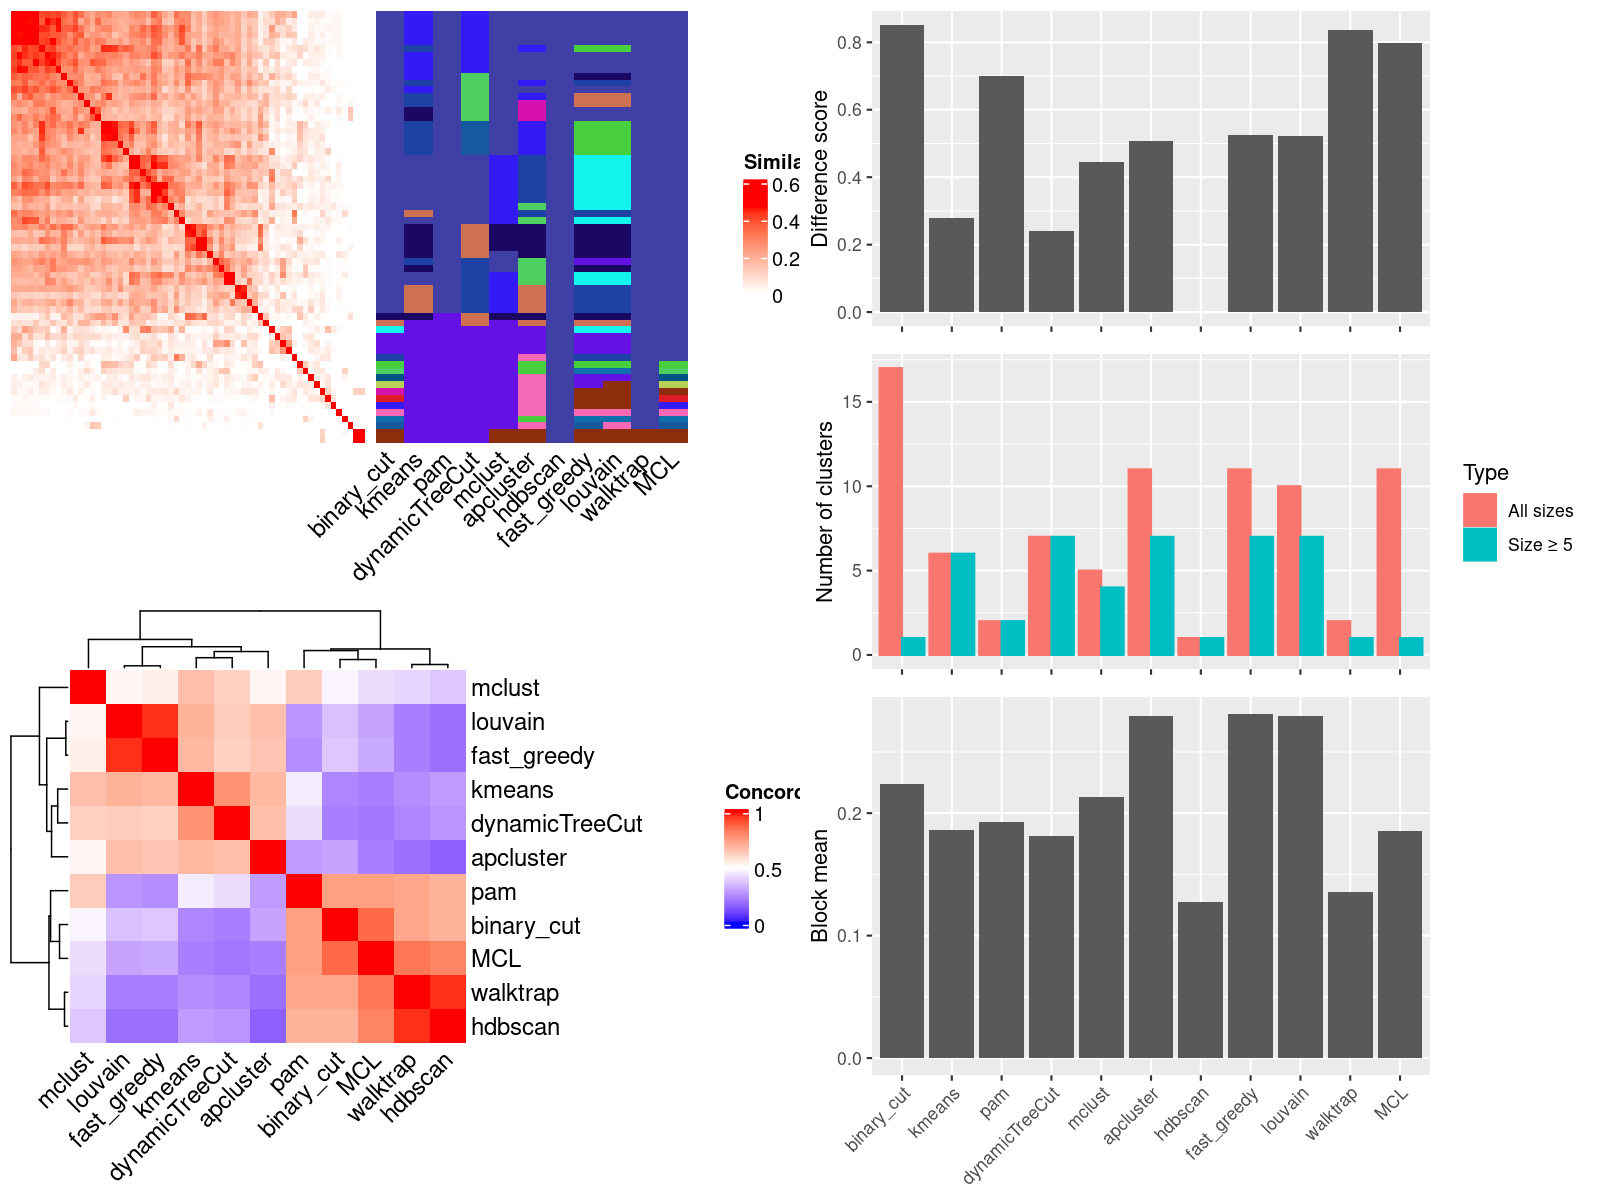 Simila
0.6
0.4
0.2
0
binary_cut
kmeans
pam
dynamicTreeCut
mclust
apcluster
hdbscan
fast_greedy
louvain
walktrap
MCL
Difference score
0.8
0.6
0.4
0.2
0.0
Number of clusters
15
10
5
0
Type
All sizes
Size ≥ 5
mclust
louvain
fast_greedy
kmeans
dynamicTreeCut
apcluster
pam
binary_cut
MCL
walktrap
hdbscan
mclust
louvain
fast_greedy
kmeans
dynamicTreeCut
apcluster
pam
binary_cut
MCL
walktrap
hdbscan
Concord
1
0.5
0
Block mean
0.2
0.1
0.0
binary_cut
kmeans
pam
dynamicTreeCut
mclust
apcluster
hdbscan
fast_greedy
louvain
walktrap
MCL